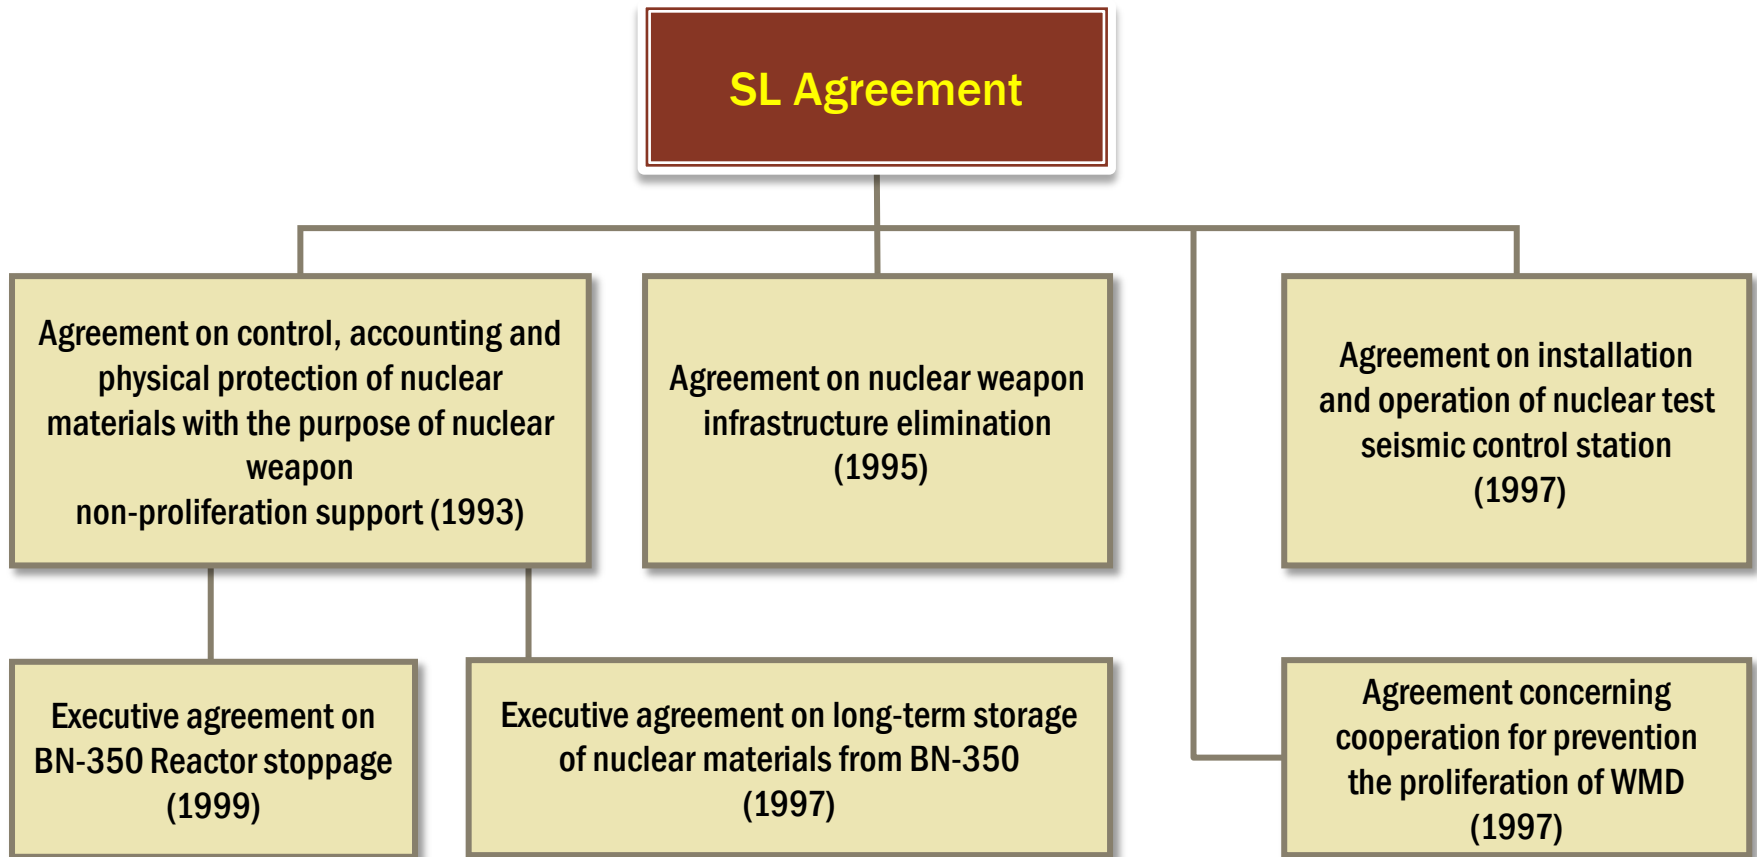 SL Agreement
Agreement on control, accounting and
physical protection of nuclear
materials with the purpose of nuclear
weapon
non-proliferation support (1993)
Agreement on nuclear weapon
infrastructure elimination
(1995)
Agreement on installation
and operation of nuclear test
seismic control station
(1997)
Executive agreement on
BN-350 Reactor stoppage
(1999)
Executive agreement on long-term storage
of nuclear materials from BN-350
(1997)
Agreement concerning
cooperation for prevention
the proliferation of WMD
(1997)